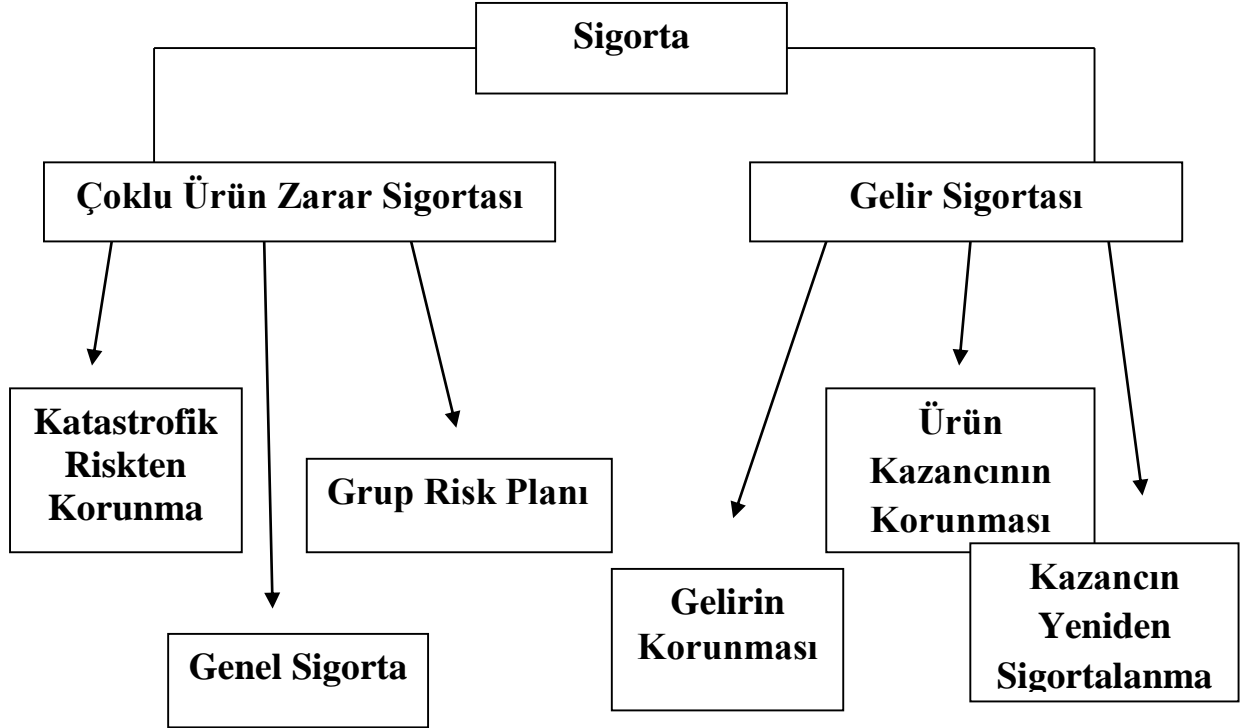 Sigorta
Çoklu Ürün Zarar Sigortası
Gelir Sigortası
Katastrofik
Riskten
Korunma
Grup Risk Planı
Genel Sigorta
Gelirin
Korunması
Ürün
Kazancının
Korunması
Kazancın
Yeniden
Sigortalanma